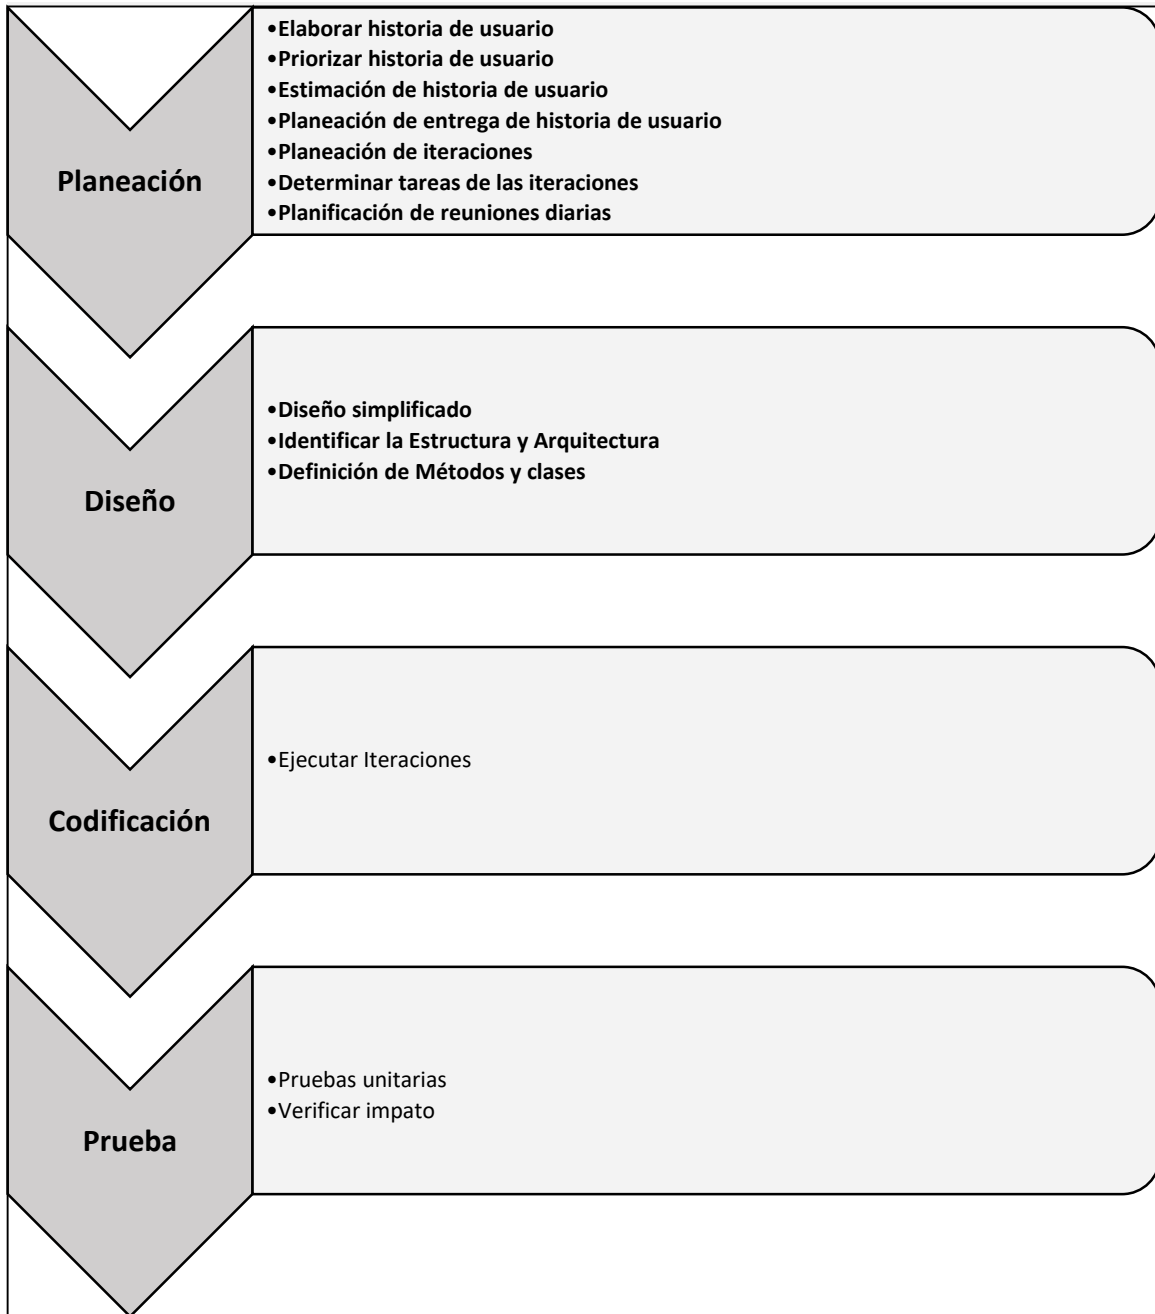 •Elaborar historia de usuario
•Priorizar historia de usuario
•Estimación de historia de usuario
•Planeación de entrega de historia de usuario
•Planeación de iteraciones
•Determinar tareas de las iteraciones
•Planificación de reuniones diarias
Planeación
•Diseño simplificado
•Identificar la Estructura y Arquitectura
•Definición de Métodos y clases
Diseño
•Ejecutar Iteraciones
Codificación
•Pruebas unitarias
•Verificar impato
Prueba